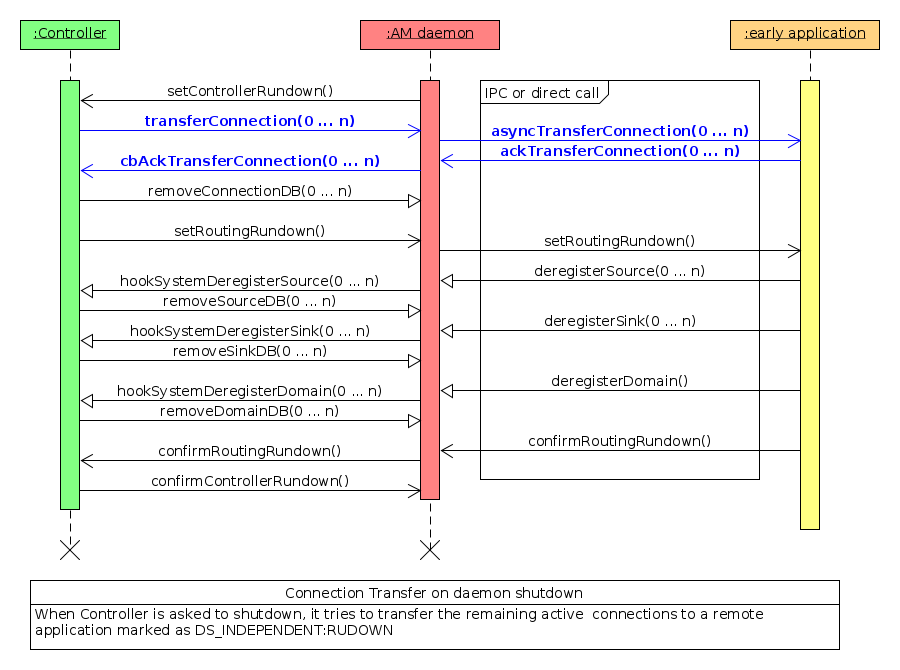 :Controller
:AM daemon
:early application
IPC or direct call
setControllerRundown()
transferConnection(0 ... n)
asyncTransferConnection(0 ... n)
ackTransferConnection(0 ... n)
cbAckTransferConnection(0 ... n)
removeConnectionDB(0 ... n)
setRoutingRundown()
setRoutingRundown()
deregisterSource(0 ... n)
hookSystemDeregisterSource(0 ... n)
removeSourceDB(0 ... n)
deregisterSink(0 ... n)
hookSystemDeregisterSink(0 ... n)
removeSinkDB(0 ... n)
deregisterDomain()
hookSystemDeregisterDomain(0 ... n)
removeDomainDB(0 ... n)
confirmRoutingRundown()
confirmRoutingRundown()
confirmControllerRundown()
Connection Transfer on daemon shutdown
When Controller is asked to shutdown, it tries to transfer the remaining active  connections to a remote
application marked as DS_INDEPENDENT:RUDOWN